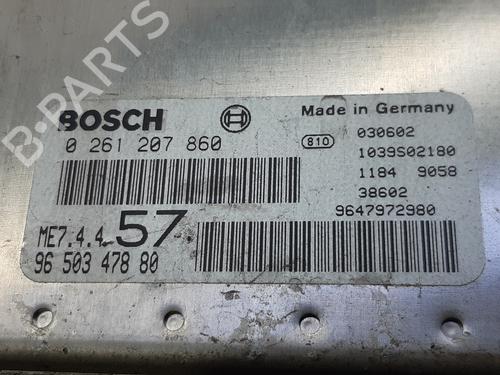 B-PARTS
BOSCH
Made in Germany
0 261 207 860
810
030602
1039S02180
1184 9058
38602
9647972980
ME7.4.4 57
96 503 478 80